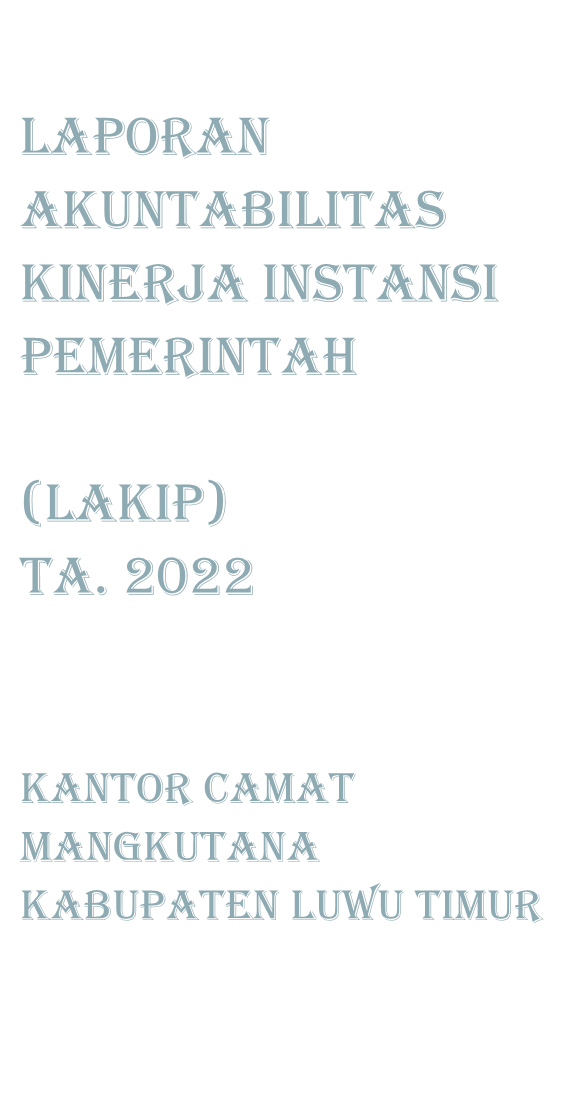 LAPORAN
AKUNTABILITAS
KINERJA INSTANSI
PEMERINTAH
(LAKIP)
TA. 2022
KANTOR CAMAT
MANGKUTANA
KABUPATEN LUWU TIMUR